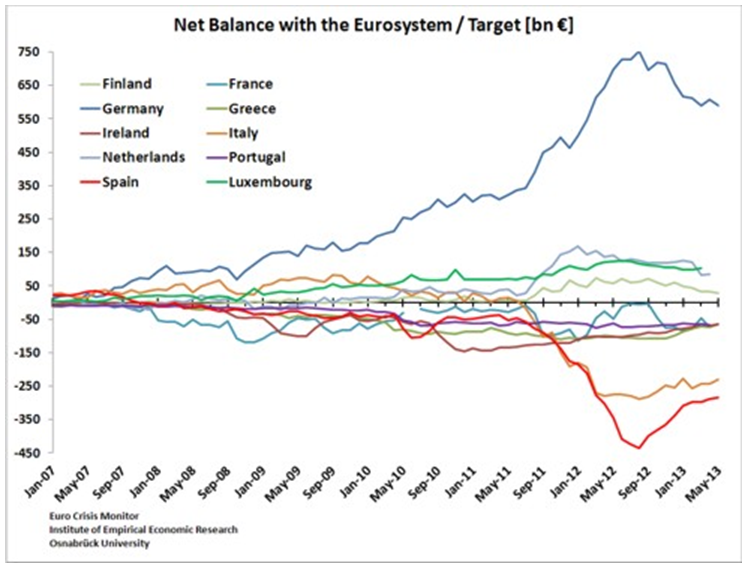 Net Balance with the Eurosystem / Target [bn €]
750
650
550
450
350
250
150
50
-50
-150
-250
-350
-450
Finland
France
Germany
Greece
Ireland
Italy
Netherlands
Portugal
Spain
Luxembourg
Jan-07
May-07
Sep-07
Jan-08
May-08
Sep-08
Jan-09
May-09
Sep-09
Jan-10
May-10
Sep-10
Jan-11
May-11
Sep-11
Jan-12
May-12
Sep-12
Jan-13
May-13
Euro Crisis Monitor
Institute of Empirical Economic Research
Osnabrück University